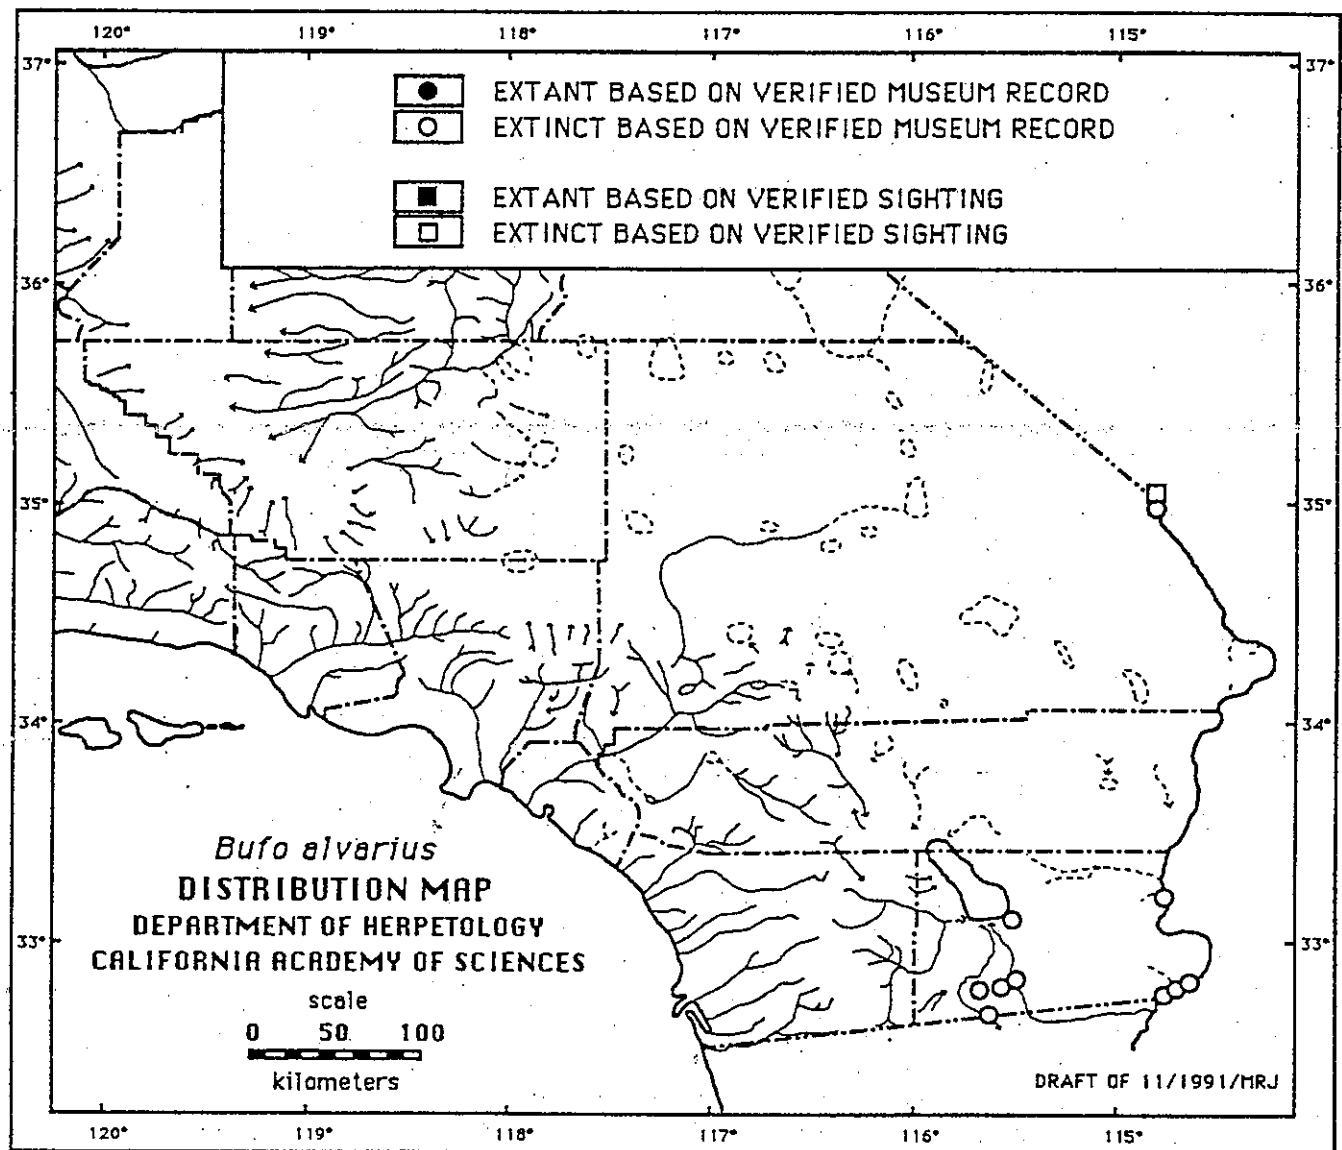 120° 119° 118° 117° 116° 115°
37° 37°
EXTANT BASED ON VERIFIED MUSEUM RECORD
EXTINCT BASED ON VERIFIED MUSEUM RECORD
EXTANT BASED ON VERIFIED SIGHTING
EXTINCT BASED ON VERIFIED SIGHTING
36° 36°
35° 35°
34° 34°
33° 33°
Bufo alvarius
DISTRIBUTION MAP
DEPARTMENT OF HERPETOLOGY
CALIFORNIA ACADEMY OF SCIENCES
scale
0 50 100
kilometers
DRAFT OF 11/1991/MRJ
120° 119° 118° 117° 116° 115°